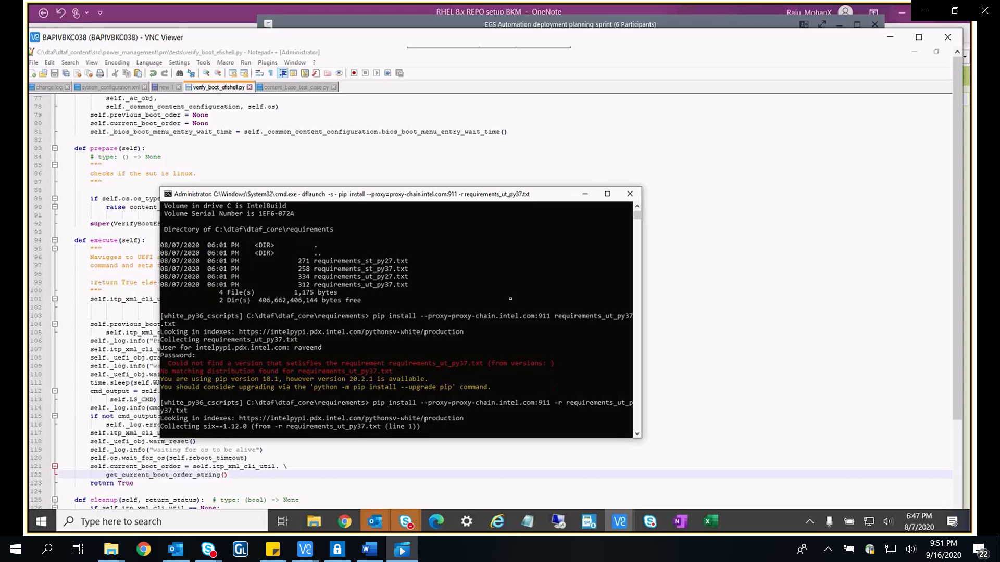 RHEL 8.x REPO setup BKM - OneNote
Raju, MohanX
EGS Automation deployment planning sprint (6 Participants)
BAPIVBKC038 (BAPIVBKC038) - VNC Viewer
C:\dtaf\dtaf_content\src\power_management\pm\tests\verify_boot_efishell.py - Notepad++ [Administrator]
File Edit Search View Encoding Language Settings Tools Macro Run Plugins Window ?
change.log system_configuration.xml new 1 verify_boot_efishell.py content_base_test_case.py
77 self._ac_obj,
78 self._common_content_configuration, self.os)
79 self.previous_boot_oder = None
80 self.current_boot_order = None
81 self._bios_boot_menu_entry_wait_time = self._common_content_configuration.bios_boot_menu_entry_wait_time()
82
83 def prepare(self):
84 # type: () -> None
85 """
86 checks if the sut is linux.
87 """
89 if self.os.os_type
90 raise content_
91
92 super(VerifyBootEF
93
94 def execute(self):
95 """
96 Navigges to UEFI s
97 command and sets t
98
99 :return True else
100 """
101 self.itp_xml_cli_u
102
103
104 self.previous_boot
105 self.itp_xml_c
106 self._log.info("Pr
107 self.itp_xml_cli_u
108 self._uefi_obj.gra
109 self._log.info("wa
110 self._uefi_obj.wai
111 time.sleep(self.WA
112 cmd_output = self.
113 self.LS_CMD)
114 self._log.info(cmd
115 if not cmd_output:
116 self._log.erro
117 self.itp_xml_cli_u
118 self._uefi_obj.warm_reset()
119 self._log.info("waiting for os to be alive")
120 self.os.wait_for_os(self.reboot_timeout)
121 self.current_boot_order = self.itp_xml_cli_util. \
122 get_current_boot_order_string()
123 return True
124
125 def cleanup(self, return_status): # type: (bool) -> None
126 if self.itp_xml_cli_util == None:
Administrator: C:\Windows\System32\cmd.exe - dflaunch -s - pip install --proxy=proxy-chain.intel.com:911 -r requirements_ut_py37.txt
Volume in drive C is IntelBuild
Volume Serial Number is 1EF6-072A
Directory of C:\dtaf\dtaf_core\requirements
08/07/2020 06:01 PM <DIR> .
08/07/2020 06:01 PM <DIR> ..
08/07/2020 06:01 PM 271 requirements_st_py27.txt
08/07/2020 06:01 PM 258 requirements_st_py37.txt
08/07/2020 06:01 PM 334 requirements_ut_py27.txt
08/07/2020 06:01 PM 312 requirements_ut_py37.txt
4 File(s) 1,175 bytes
2 Dir(s) 406,662,406,144 bytes free
[white_py36_cscripts] C:\dtaf\dtaf_core\requirements> pip install --proxy=proxy-chain.intel.com:911 requirements_ut_py37
.txt
Looking in indexes: https://intelpypi.pdx.intel.com/pythonsv-white/production
Collecting requirements_ut_py37.txt
User for intelpypi.pdx.intel.com: raveend
Password:
Could not find a version that satisfies the requirement requirements_ut_py37.txt (from versions: )
No matching distribution found for requirements_ut_py37.txt
You are using pip version 18.1, however version 20.2.1 is available.
You should consider upgrading via the 'python -m pip install --upgrade pip' command.
[white_py36_cscripts] C:\dtaf\dtaf_core\requirements> pip install --proxy=proxy-chain.intel.com:911 -r requirements_ut_p
y37.txt
Looking in indexes: https://intelpypi.pdx.intel.com/pythonsv-white/production
Collecting six==1.12.0 (from -r requirements_ut_py37.txt (line 1))
Type here to search
6:47 PM
8/7/2020
9:51 PM
9/16/2020
22